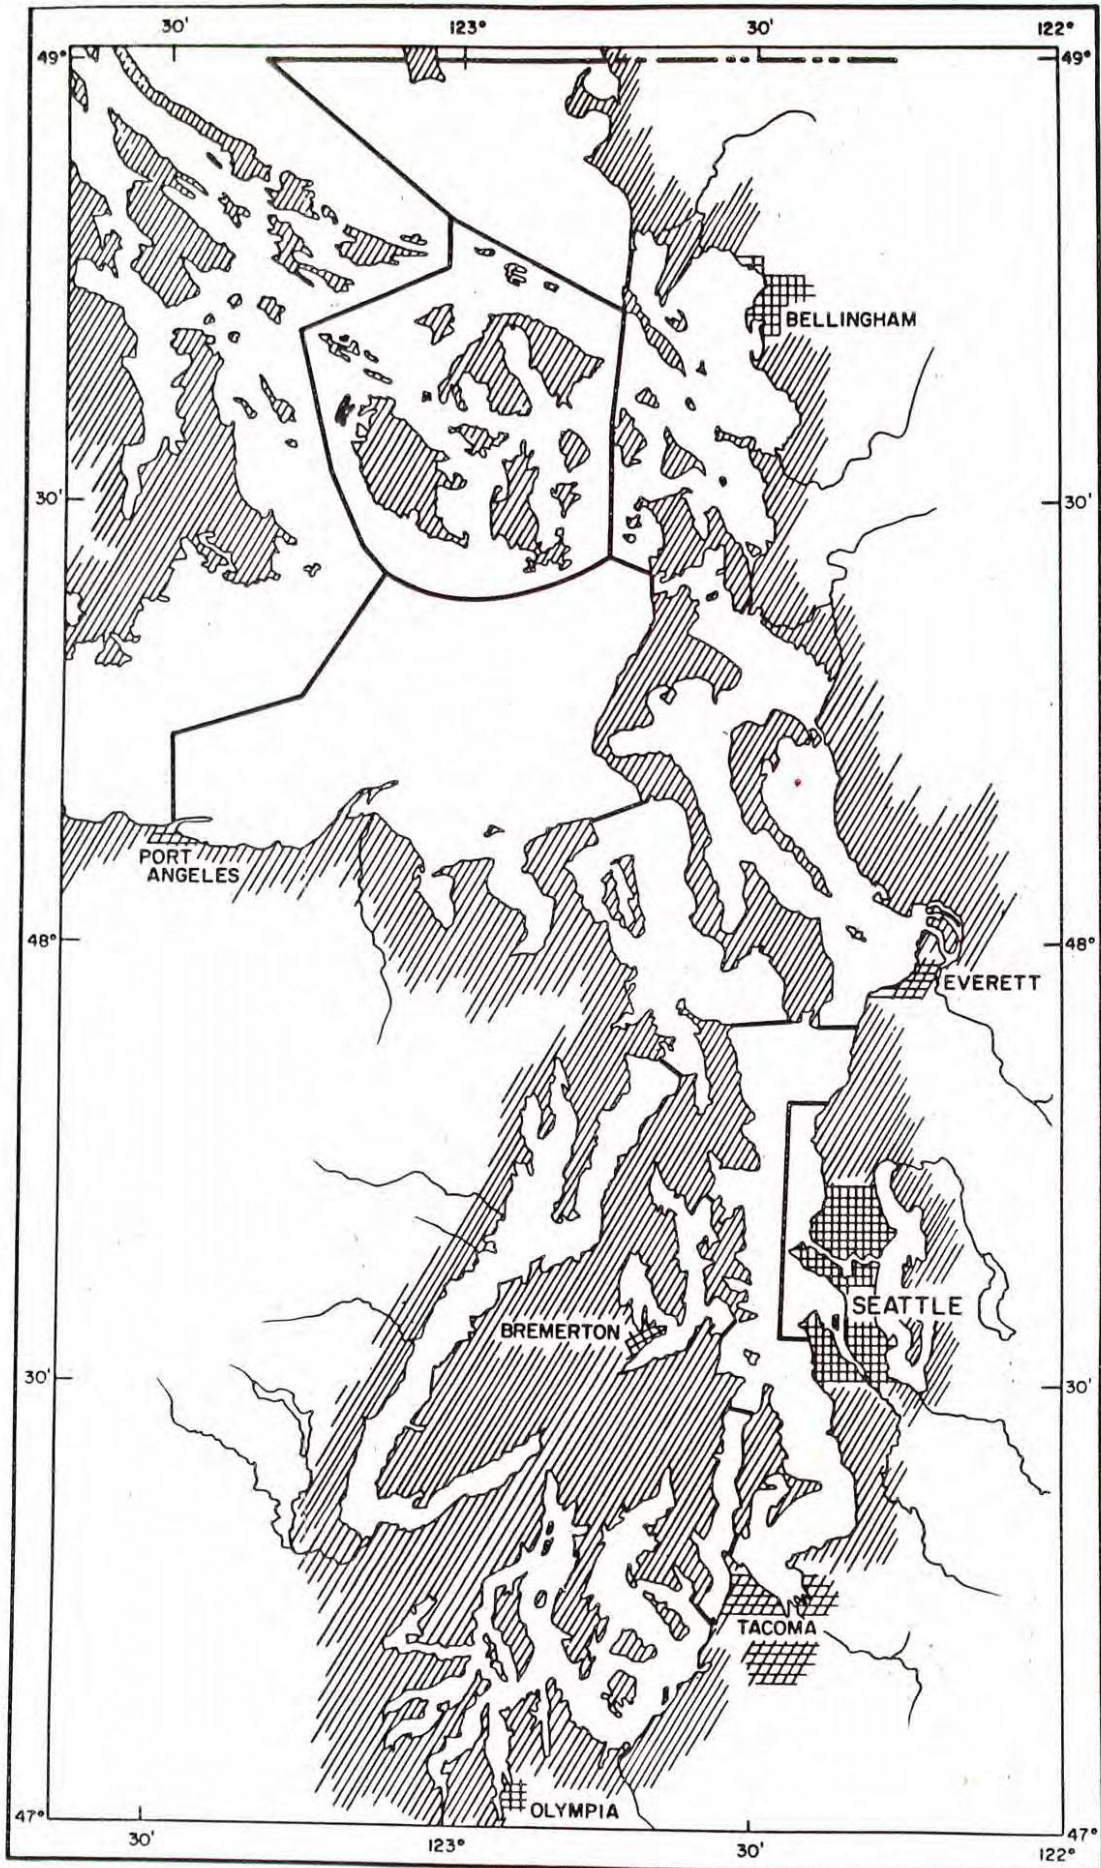 30'
123°
30'
122°
49°
49°
BELLINGHAM
30'
30'
PORT
ANGELES
48°
48°
EVERETT
SEATTLE
BREMERTON
30'
30'
TACOMA
OLYMPIA
47°
47°
30'
123°
30'
122°